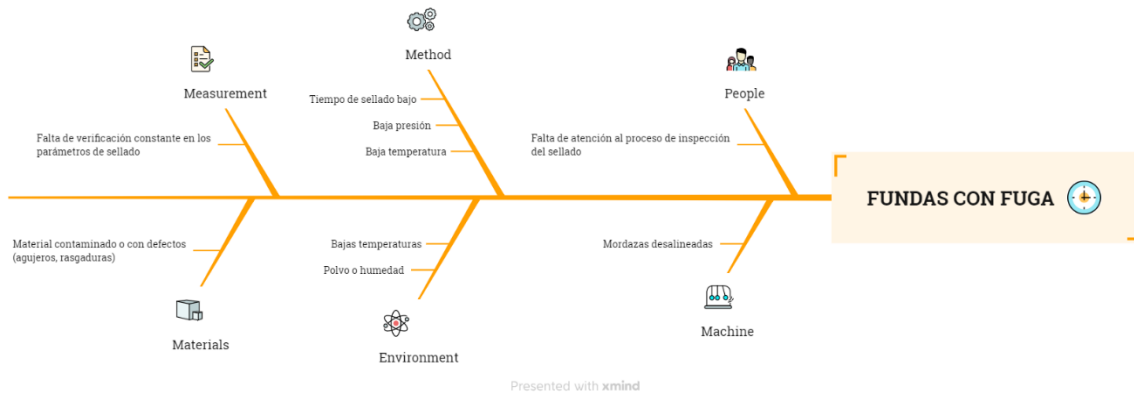 Method
Measurement
People
Tiempo de sellado bajo
Baja presión
Baja temperatura
Falta de verificación constante en los
parámetros de sellado
Falta de atención al proceso de inspección
del sellado
FUNDAS CON FUGA
Material contaminado o con defectos
(agujeros, rasgaduras)
Bajas temperaturas
Polvo o humedad
Mordazas desalineadas
Materials
Environment
Machine
Presented with xmind